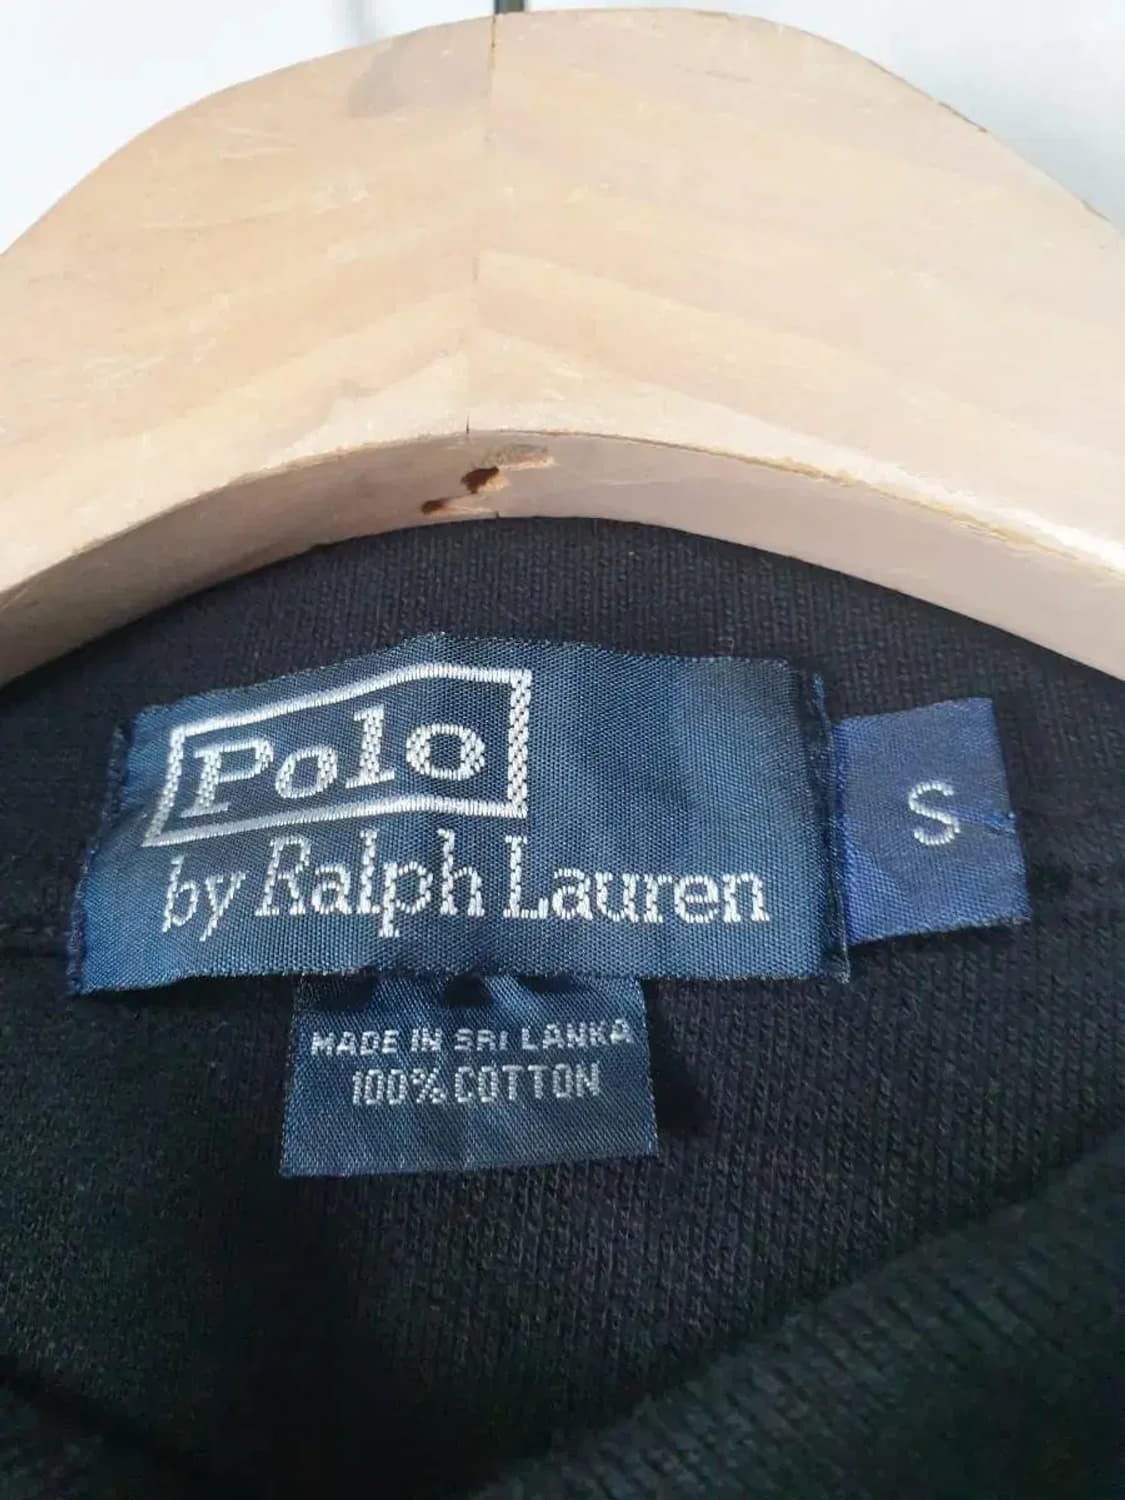 Polo
by Ralph Lauren
S
MADE IN SRI LANKA
100% COTTON